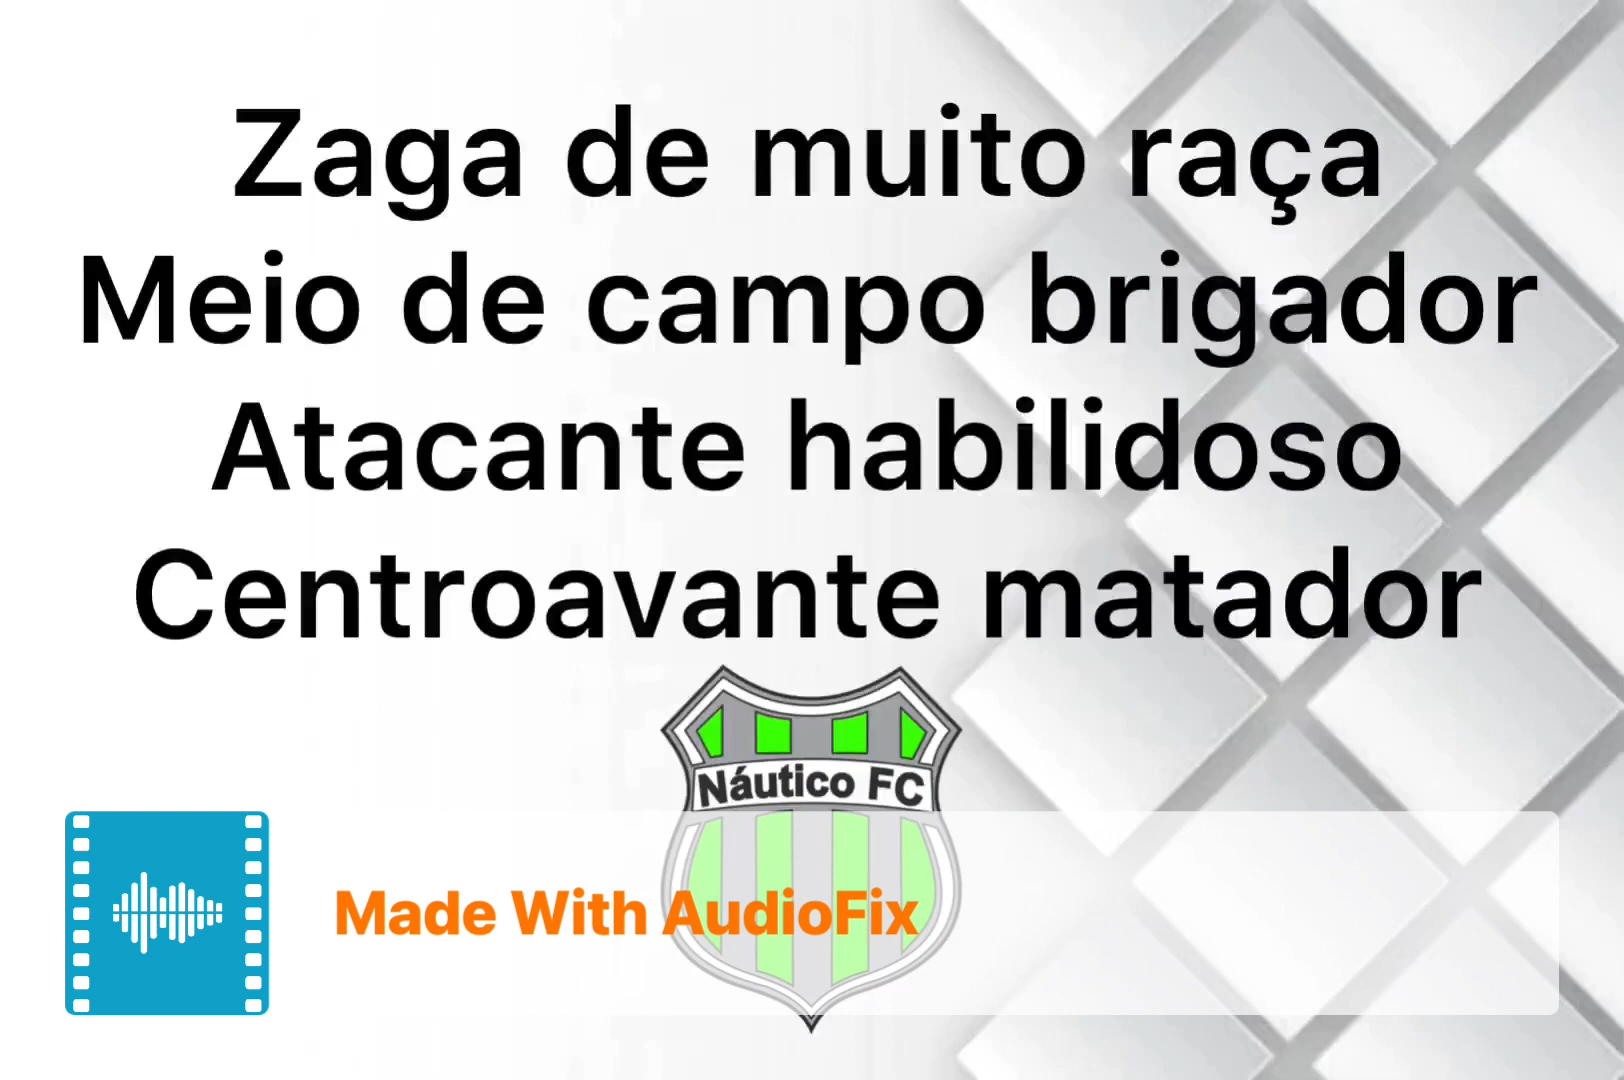 Zaga de muito raça
Meio de campo brigador
Atacante habilidoso
Centroavante matador
Náutico FC
Made With AudioFix